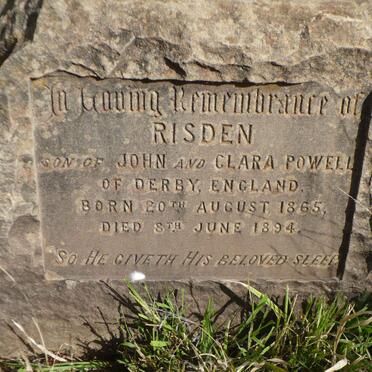 In Loving Remembrance of
RISDEN
SON OF JOHN AND CLARA POWELL
OF DERBY, ENGLAND.
BORN 20TH AUGUST 1865,
DIED 8TH JUNE 1894.
"SO HE GIVETH HIS BELOVED SLEEP"